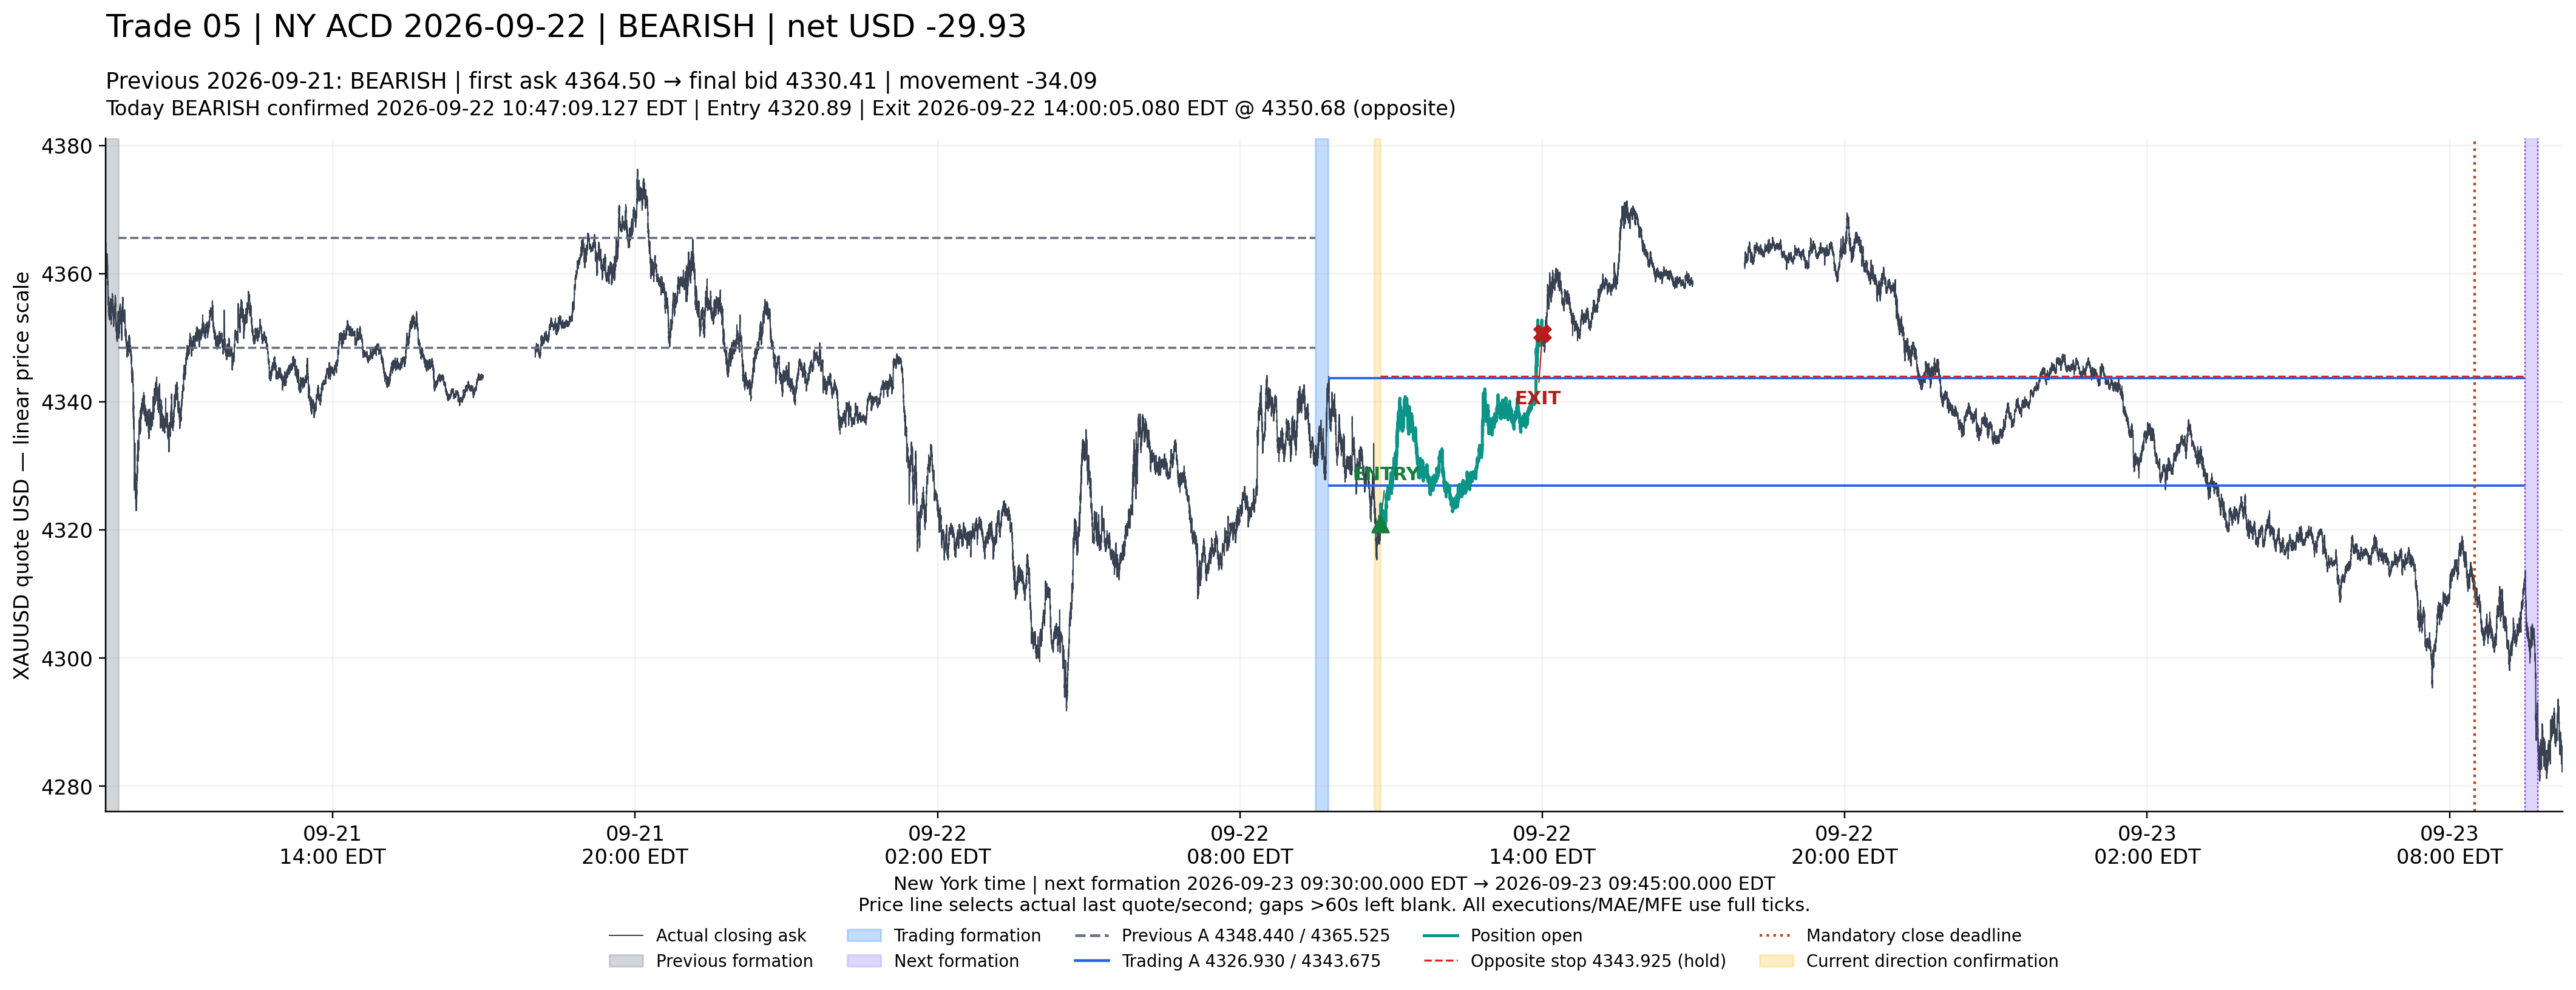 Trade 05 | NY ACD 2026-09-22 | BEARISH | net USD -29.93
Previous 2026-09-21: BEARISH | first ask 4364.50 → final bid 4330.41 | movement -34.09
Today BEARISH confirmed 2026-09-22 10:47:09.127 EDT | Entry 4320.89 | Exit 2026-09-22 14:00:05.080 EDT @ 4350.68 (opposite)
XAUUSD quote USD — linear price scale
4380
4360
4340
4320
4300
4280
ENTRY
EXIT
09-21
14:00 EDT
09-21
20:00 EDT
09-22
02:00 EDT
09-22
08:00 EDT
09-22
14:00 EDT
09-22
20:00 EDT
09-23
02:00 EDT
09-23
08:00 EDT
New York time | next formation 2026-09-23 09:30:00.000 EDT → 2026-09-23 09:45:00.000 EDT
Price line selects actual last quote/second; gaps >60s left blank. All executions/MAE/MFE use full ticks.
Actual closing ask
Previous formation
Trading formation
Next formation
Previous A 4348.440 / 4365.525
Trading A 4326.930 / 4343.675
Position open
Opposite stop 4343.925 (hold)
Mandatory close deadline
Current direction confirmation